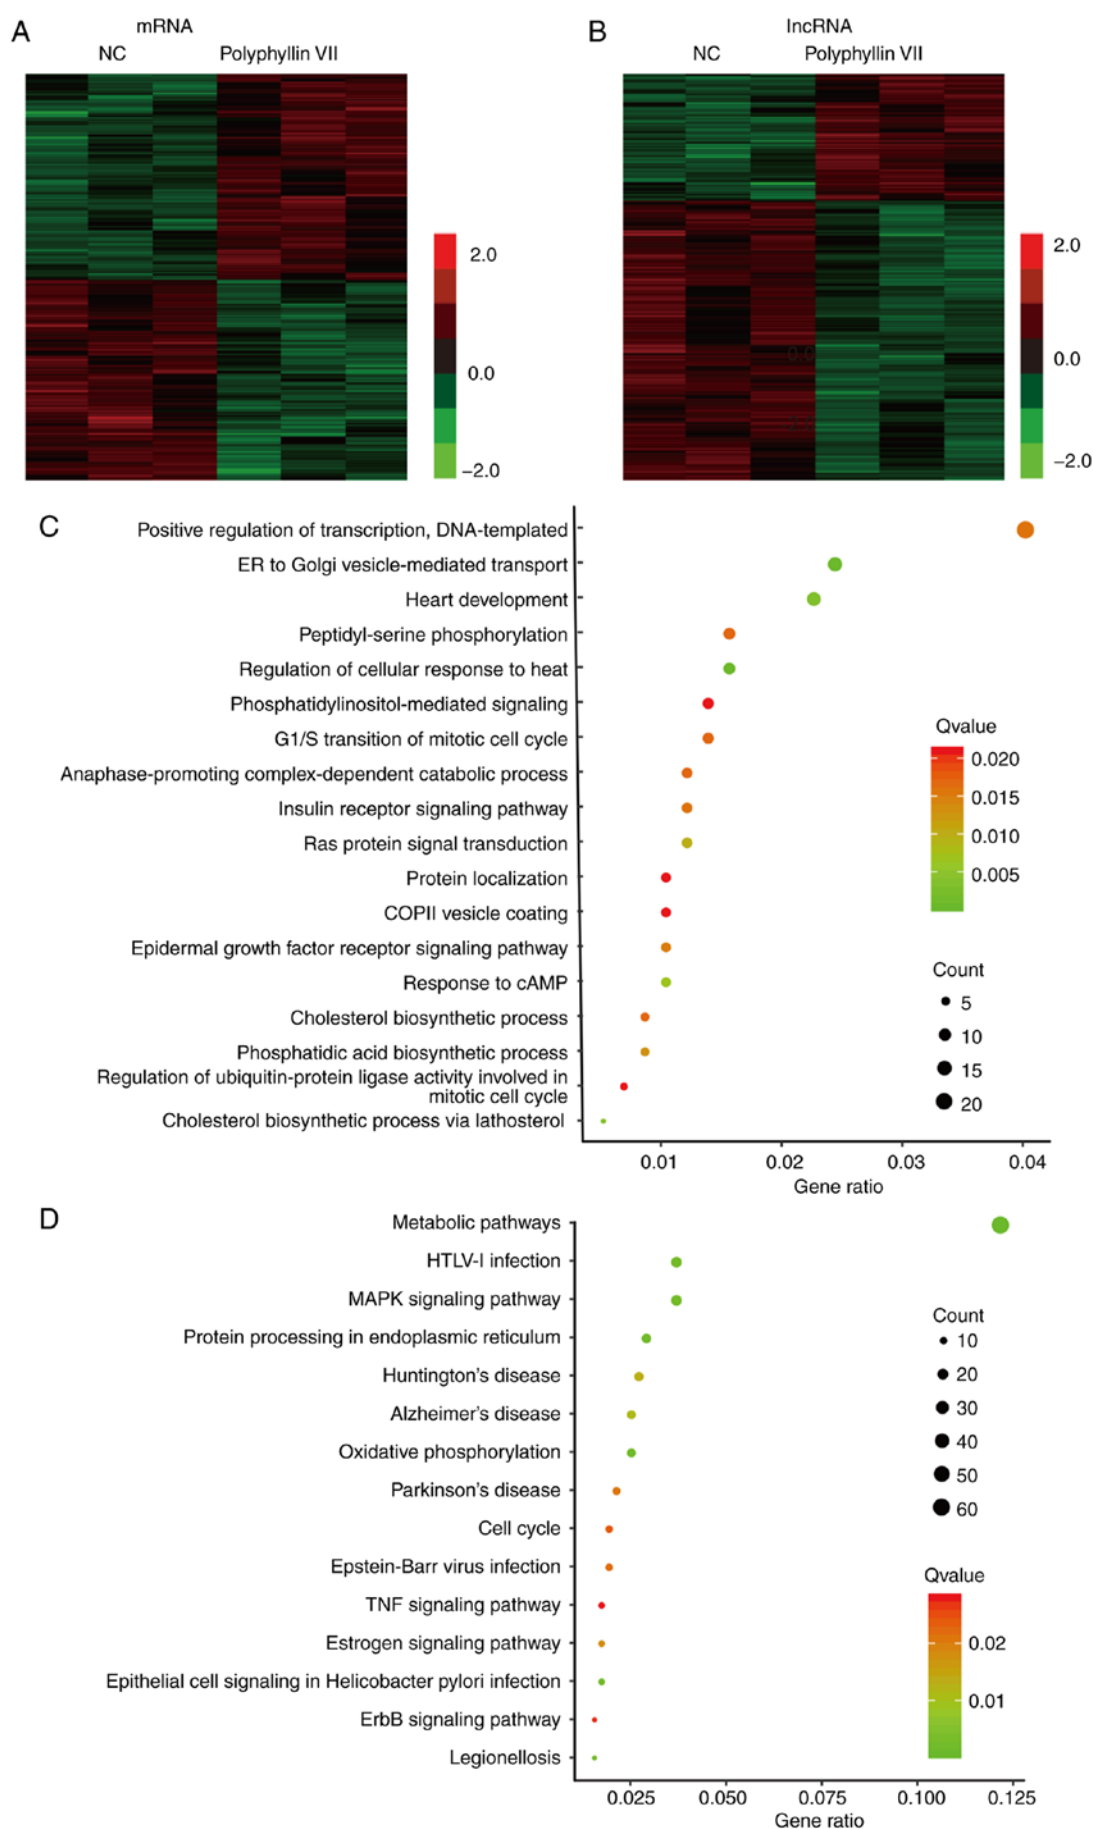 A
mRNA
NC
Polyphyllin VII
2.0
0.0
−2.0
B
lncRNA
NC
Polyphyllin VII
0.0
2.0
0.0
−2.0
C
Positive regulation of transcription, DNA-templated
ER to Golgi vesicle-mediated transport
Heart development
Peptidyl-serine phosphorylation
Regulation of cellular response to heat
Phosphatidylinositol-mediated signaling
G1/S transition of mitotic cell cycle
Anaphase-promoting complex-dependent catabolic process
Insulin receptor signaling pathway
Ras protein signal transduction
Protein localization
COPII vesicle coating
Epidermal growth factor receptor signaling pathway
Response to cAMP
Cholesterol biosynthetic process
Phosphatidic acid biosynthetic process
Regulation of ubiquitin-protein ligase activity involved in
mitotic cell cycle
Cholesterol biosynthetic process via lathosterol
0.01
0.02
0.03
0.04
Gene ratio
Qvalue
0.020
0.015
0.010
0.005
Count
5
10
15
20
D
Metabolic pathways
HTLV-I infection
MAPK signaling pathway
Protein processing in endoplasmic reticulum
Huntington's disease
Alzheimer's disease
Oxidative phosphorylation
Parkinson's disease
Cell cycle
Epstein-Barr virus infection
TNF signaling pathway
Estrogen signaling pathway
Epithelial cell signaling in Helicobacter pylori infection
ErbB signaling pathway
Legionellosis
0.025
0.050
0.075
0.100
0.125
Gene ratio
Count
10
20
30
40
50
60
Qvalue
0.02
0.01